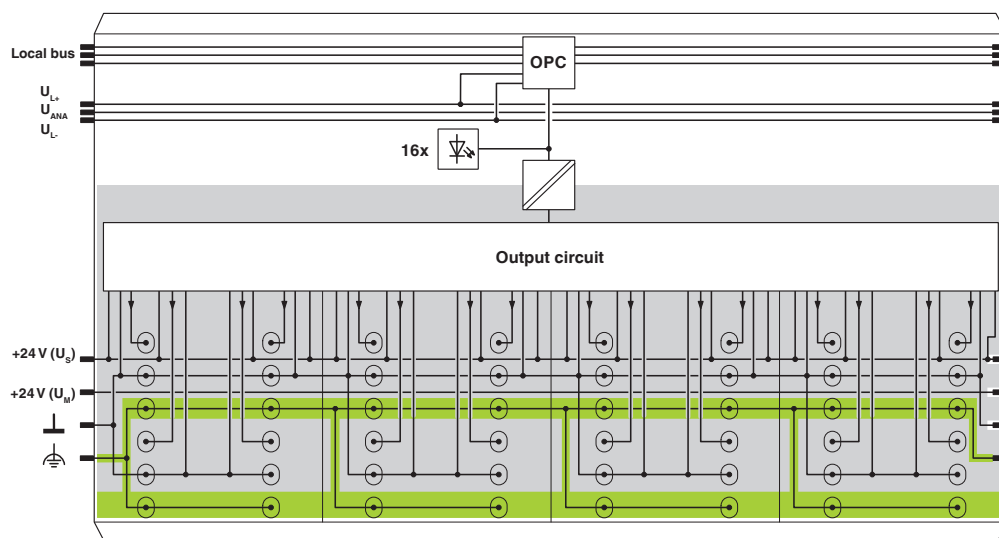 Local bus
OPC
U_L+
U_ANA
U_L-
16x
Output circuit
+24 V (U_S)
+24 V (U_M)